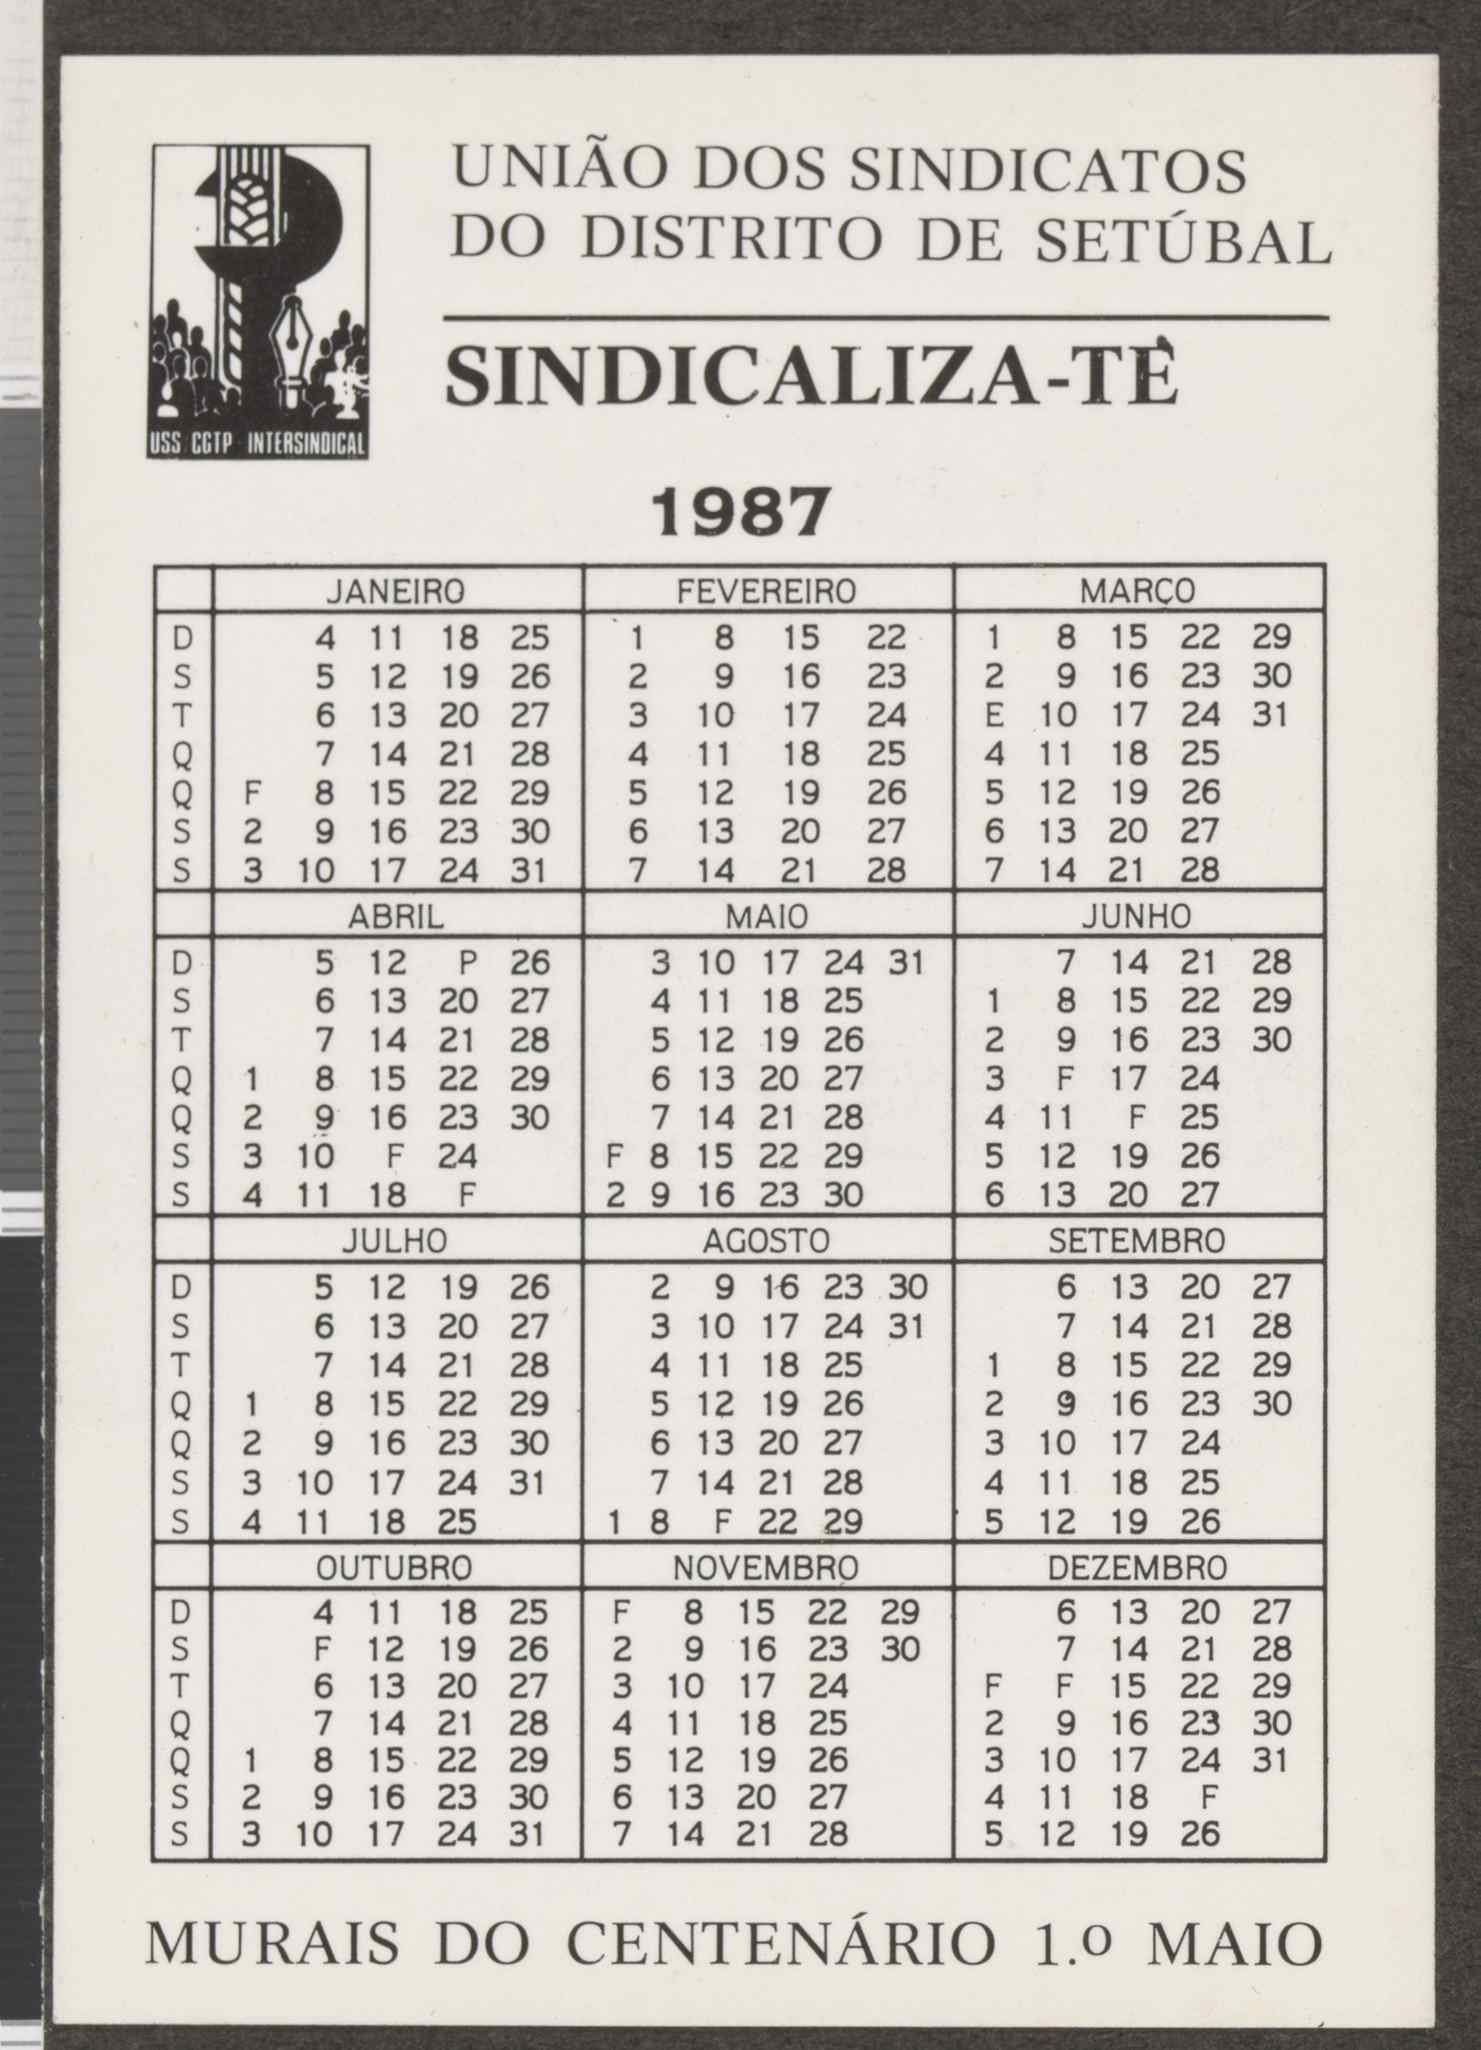 UNIÃO DOS SINDICATOS
DO DISTRITO DE SETÚBAL
SINDICALIZA-TE
USS CGTP INTERSINDICAL
1987
JANEIRO FEVEREIRO MARÇO
D 4 11 18 25 1 8 15 22 1 8 15 22 29
S 5 12 19 26 2 9 16 23 2 9 16 23 30
T 6 13 20 27 3 10 17 24 E 10 17 24 31
Q 7 14 21 28 4 11 18 25 4 11 18 25
Q F 8 15 22 29 5 12 19 26 5 12 19 26
S 2 9 16 23 30 6 13 20 27 6 13 20 27
S 3 10 17 24 31 7 14 21 28 7 14 21 28
ABRIL MAIO JUNHO
D 5 12 P 26 3 10 17 24 31 7 14 21 28
S 6 13 20 27 4 11 18 25 1 8 15 22 29
T 7 14 21 28 5 12 19 26 2 9 16 23 30
Q 1 8 15 22 29 6 13 20 27 3 F 17 24
Q 2 9 16 23 30 7 14 21 28 4 11 F 25
S 3 10 F 24 F 8 15 22 29 5 12 19 26
S 4 11 18 F 2 9 16 23 30 6 13 20 27
JULHO AGOSTO SETEMBRO
D 5 12 19 26 2 9 16 23 30 6 13 20 27
S 6 13 20 27 3 10 17 24 31 7 14 21 28
T 7 14 21 28 4 11 18 25 1 8 15 22 29
Q 1 8 15 22 29 5 12 19 26 2 9 16 23 30
Q 2 9 16 23 30 6 13 20 27 3 10 17 24
S 3 10 17 24 31 7 14 21 28 4 11 18 25
S 4 11 18 25 1 8 F 22 29 5 12 19 26
OUTUBRO NOVEMBRO DEZEMBRO
D 4 11 18 25 F 8 15 22 29 6 13 20 27
S F 12 19 26 2 9 16 23 30 7 14 21 28
T 6 13 20 27 3 10 17 24 F F 15 22 29
Q 7 14 21 28 4 11 18 25 2 9 16 23 30
Q 1 8 15 22 29 5 12 19 26 3 10 17 24 31
S 2 9 16 23 30 6 13 20 27 4 11 18 F
S 3 10 17 24 31 7 14 21 28 5 12 19 26
MURAIS DO CENTENÁRIO 1.º MAIO